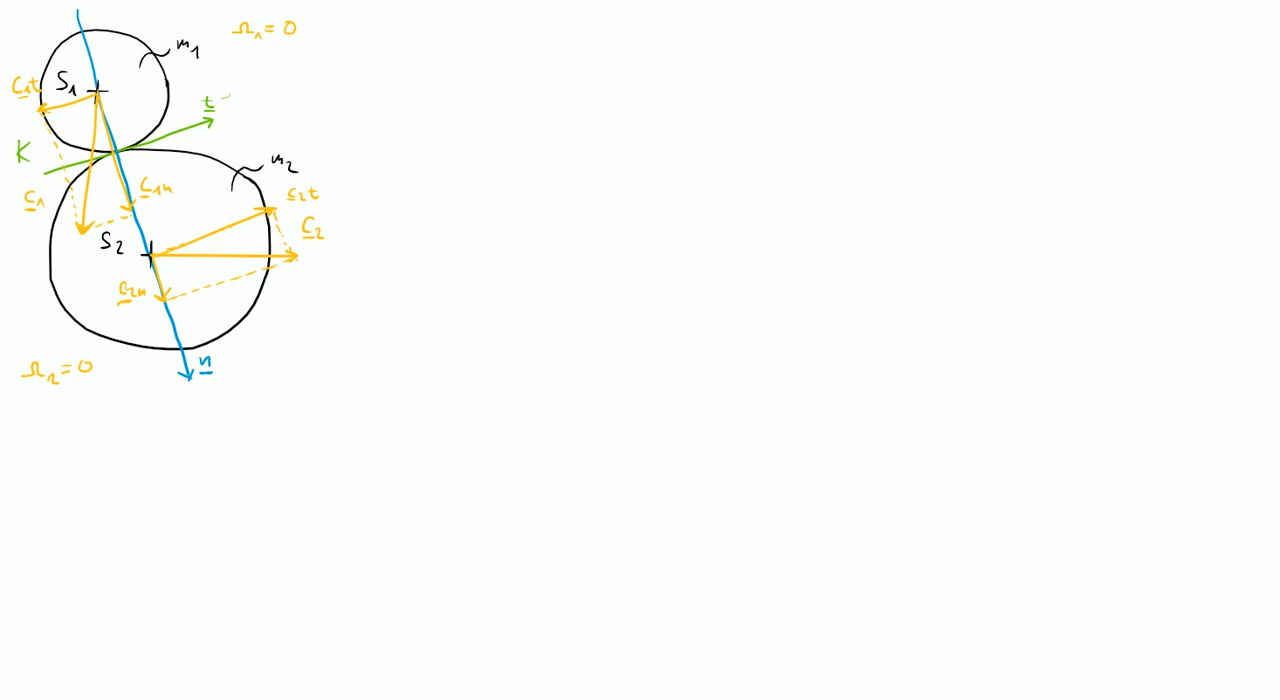 Ω₁ = 0
m₁
S₁
c₁t
t
K
m₂
c₁n
c₁
c₂t
c₂
S₂
c₂n
n
Ω₂ = 0